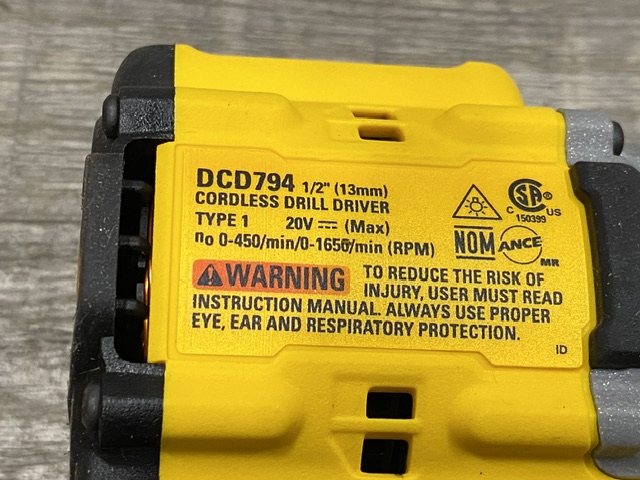 DCD794 1/2" (13mm)
CORDLESS DRILL DRIVER
TYPE 1 20V ⎓ (Max)
no 0-450/min/0-1650/min (RPM)
WARNING
TO REDUCE THE RISK OF
INJURY, USER MUST READ
INSTRUCTION MANUAL. ALWAYS USE PROPER
EYE, EAR AND RESPIRATORY PROTECTION.
CSA ®
C US
150399
NOM ANCE
MR
ID